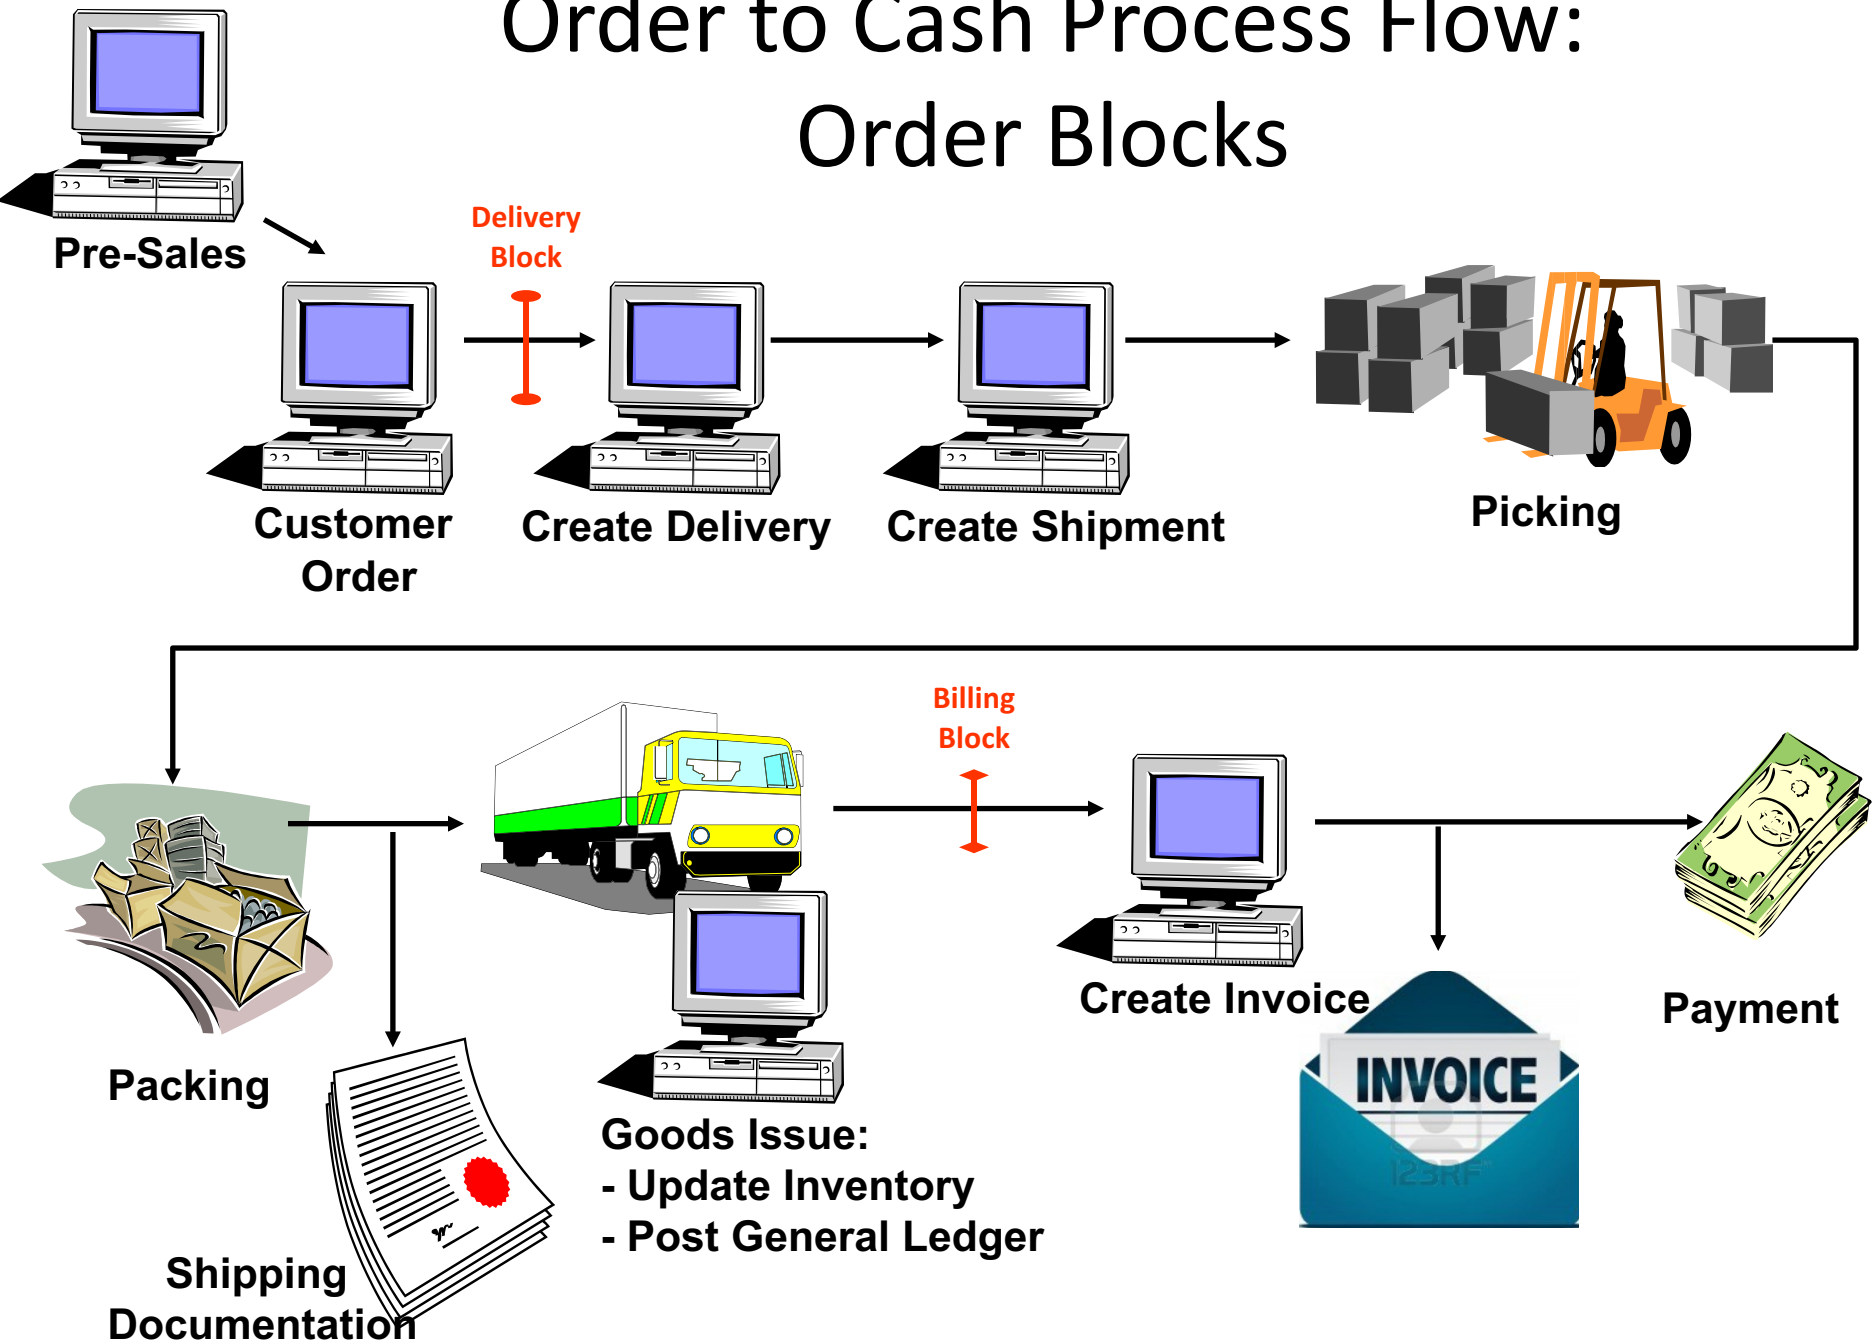 Order to Cash Process Flow:
Order Blocks
Pre-Sales
Delivery
Block
Customer
Order
Create Delivery
Create Shipment
Picking
Billing
Block
Packing
Shipping
Documentation
Goods Issue:
- Update Inventory
- Post General Ledger
Create Invoice
INVOICE
123RF
Payment